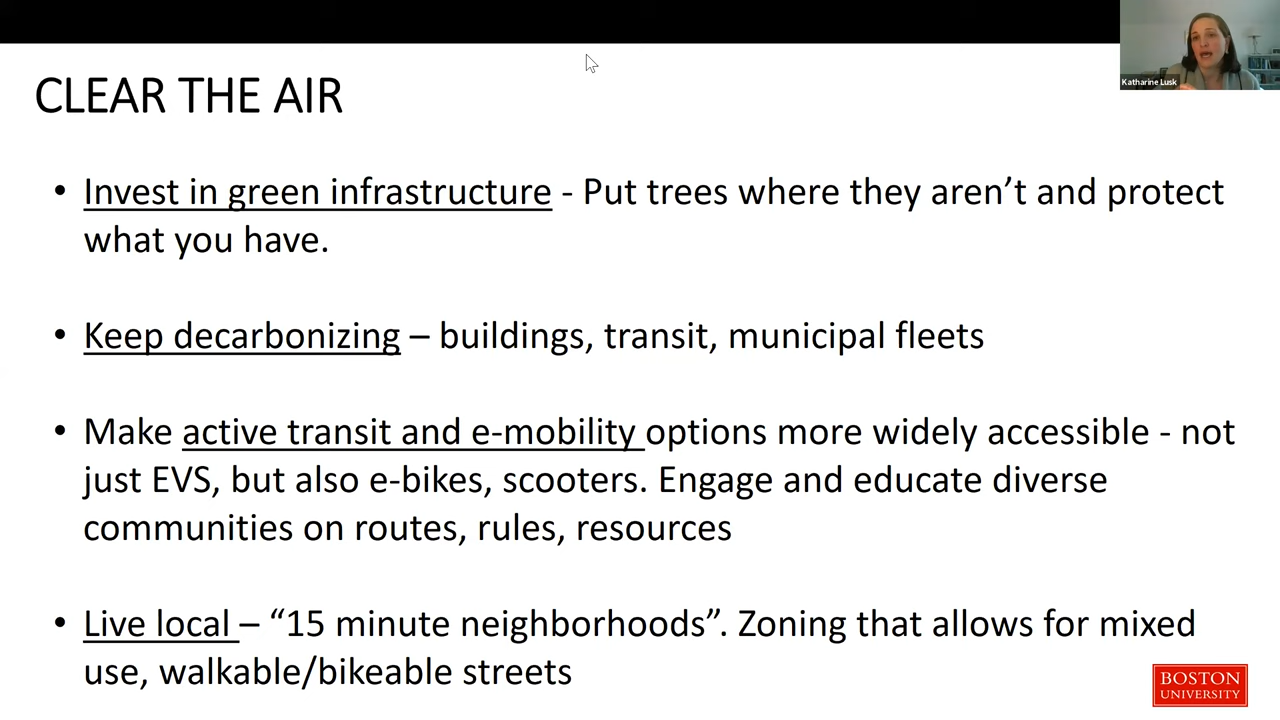 Katharine Lusk
CLEAR THE AIR
• Invest in green infrastructure - Put trees where they aren’t and protect
what you have.
• Keep decarbonizing – buildings, transit, municipal fleets
• Make active transit and e-mobility options more widely accessible - not
just EVS, but also e-bikes, scooters. Engage and educate diverse
communities on routes, rules, resources
• Live local – “15 minute neighborhoods”. Zoning that allows for mixed
use, walkable/bikeable streets
BOSTON
UNIVERSITY